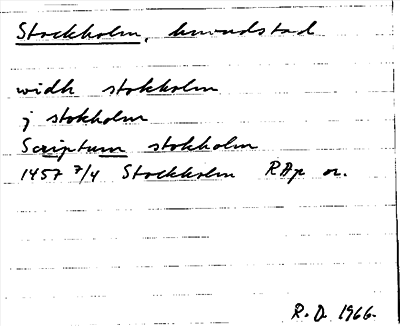 Stockholm, huvudstad
widh stokholm
j stokholm
Scriptum stokholm
1457 7/4 Stockholm RAp or.
R.D. 1966.